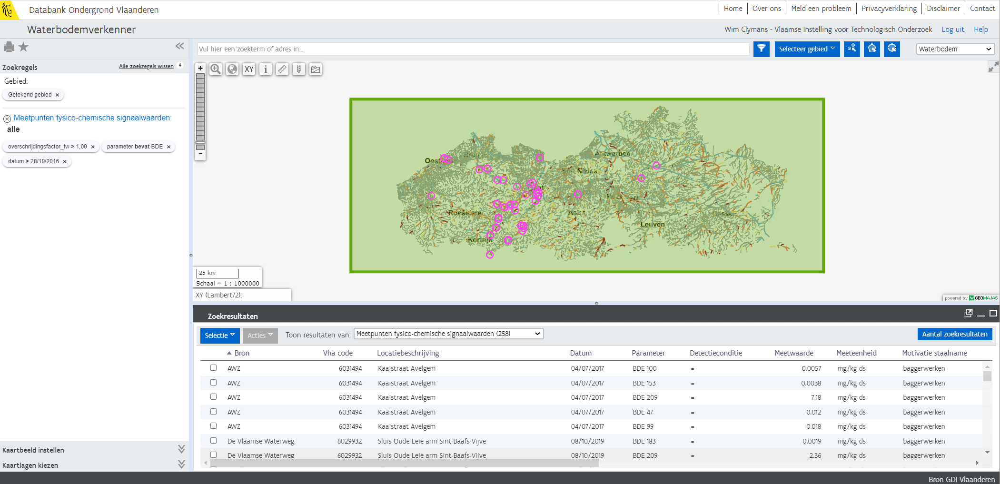 Databank Ondergrond Vlaanderen
Home Over ons Meld een probleem Privacyverklaring Disclaimer Contact
Waterbodemverkenner
Wim Clymans - Vlaamse Instelling voor Technologisch Onderzoek Log uit Help
Vul hier een zoekterm of adres in...
Selecteer gebied
Waterbodem
Zoekregels
Alle zoekregels wissen 4
Gebied:
Getekend gebied ×
Meetpunten fysico-chemische signaalwaarden:
alle
overschrijdingsfactor_tw > 1,00 ×
parameter bevat BDE ×
datum > 28/10/2016 ×
+
XY
i
-
Antwerpen
Niklaas
Roeselare
Aalst
Leuven
Kortrijk
25 km
Schaal = 1 : 1000000
XY (Lambert72):
powered by GEOMAJAS
Zoekresultaten
Selectie
Acties
Toon resultaten van:
Meetpunten fysico-chemische signaalwaarden (258)
Aantal zoekresultaten
Bron Vha code Locatiebeschrijving Datum Parameter Detectieconditie Meetwaarde Meeteenheid Motivatie staalname
AWZ 6031494 Kaaistraat Avelgem 04/07/2017 BDE 100 = 0,0057 mg/kg ds baggerwerken
AWZ 6031494 Kaaistraat Avelgem 04/07/2017 BDE 153 = 0,0038 mg/kg ds baggerwerken
AWZ 6031494 Kaaistraat Avelgem 04/07/2017 BDE 209 = 7,18 mg/kg ds baggerwerken
AWZ 6031494 Kaaistraat Avelgem 04/07/2017 BDE 47 = 0,012 mg/kg ds baggerwerken
AWZ 6031494 Kaaistraat Avelgem 04/07/2017 BDE 99 = 0,018 mg/kg ds baggerwerken
De Vlaamse Waterweg 6029932 Sluis Oude Leie arm Sint-Baafs-Vijve 08/10/2019 BDE 183 = 0,0019 mg/kg ds baggerwerken
De Vlaamse Waterweg 6029932 Sluis Oude Leie arm Sint-Baafs-Vijve 08/10/2019 BDE 209 = 2,36 mg/kg ds baggerwerken
Kaartbeeld instellen
Kaartlagen kiezen
Bron GDI Vlaanderen